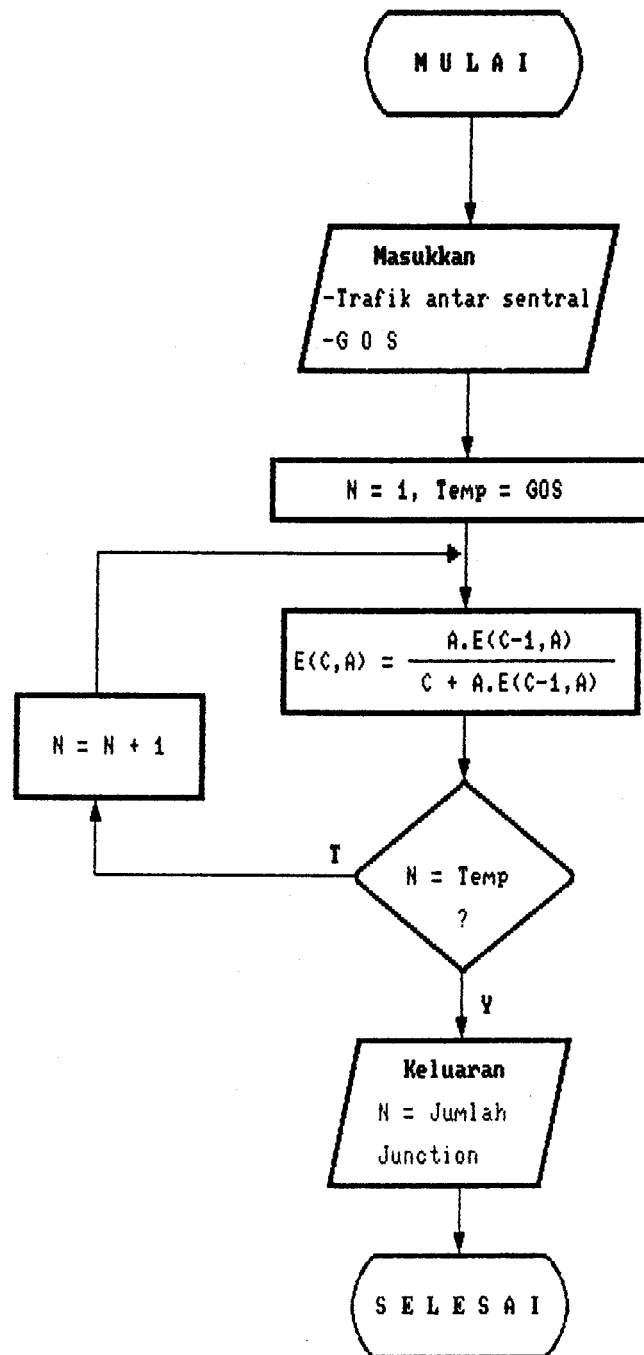 M U L A I
Masukkan
-Trafik antar sentral
-G O S
N = 1, Temp = GOS
E(C,A) = A.E(C-1,A) / C + A.E(C-1,A)
N = N + 1
T
N = Temp
?
Y
Keluaran
N = Jumlah
Junction
S E L E S A I